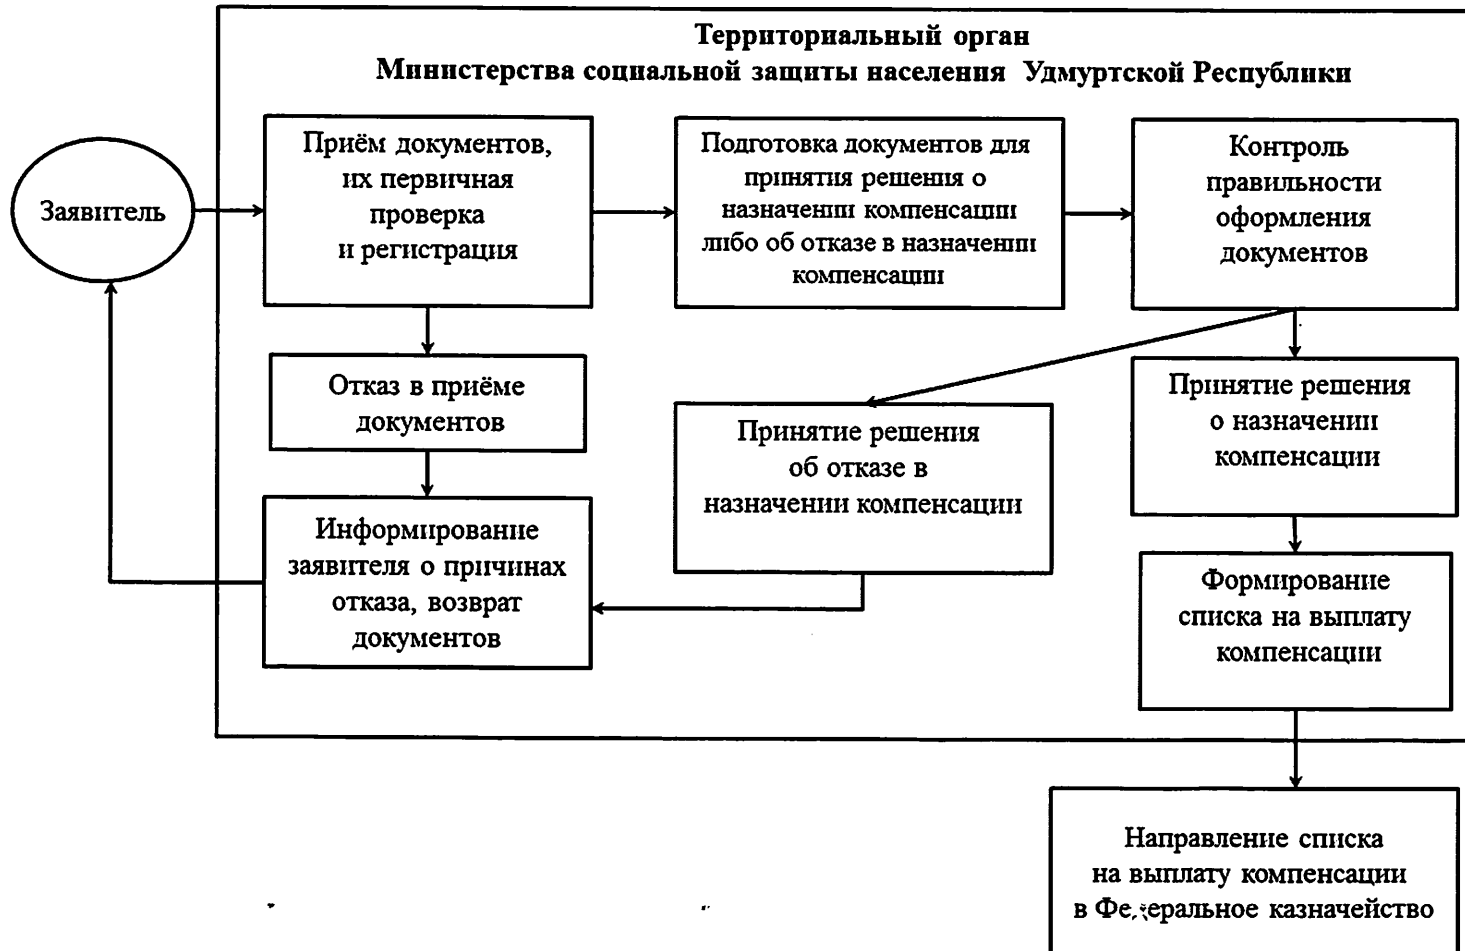 Территориальный орган
Министерства социальной защиты населения Удмуртской Республики
Заявитель
Приём документов,
их первичная
проверка
и регистрация
Подготовка документов для
принятия решения о
назначении компенсации
либо об отказе в назначении
компенсации
Контроль
правильности
оформления
документов
Отказ в приёме
документов
Принятие решения
об отказе в
назначении компенсации
Принятие решения
о назначении
компенсации
Информирование
заявителя о причинах
отказа, возврат
документов
Формирование
списка на выплату
компенсации
Направление списка
на выплату компенсации
в Федеральное казначейство